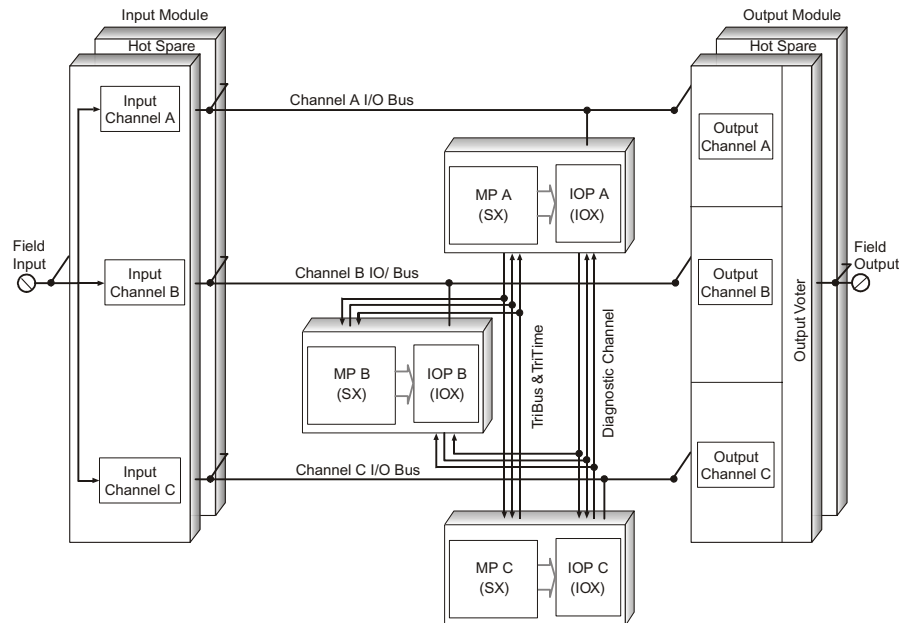 Input Module
Hot Spare
Output Module
Hot Spare
Input
Channel A
Channel A I/O Bus
Output
Channel A
MP A
(SX)
IOP A
(IOX)
Field
Input
Input
Channel B
Channel B IO/ Bus
Output
Channel B
Field
Output
Output Voter
MP B
(SX)
IOP B
(IOX)
TriBus & TriTime
Diagnostic Channel
Input
Channel C
Channel C I/O Bus
Output
Channel C
MP C
(SX)
IOP C
(IOX)